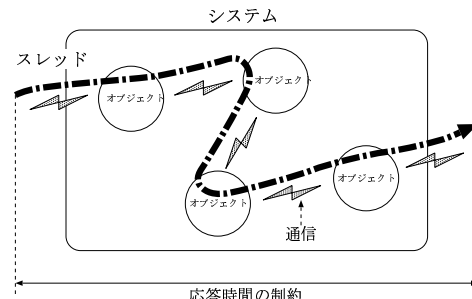 システム
スレッド
オブジェクト
オブジェクト
オブジェクト
オブジェクト
通信
応答時間の制約